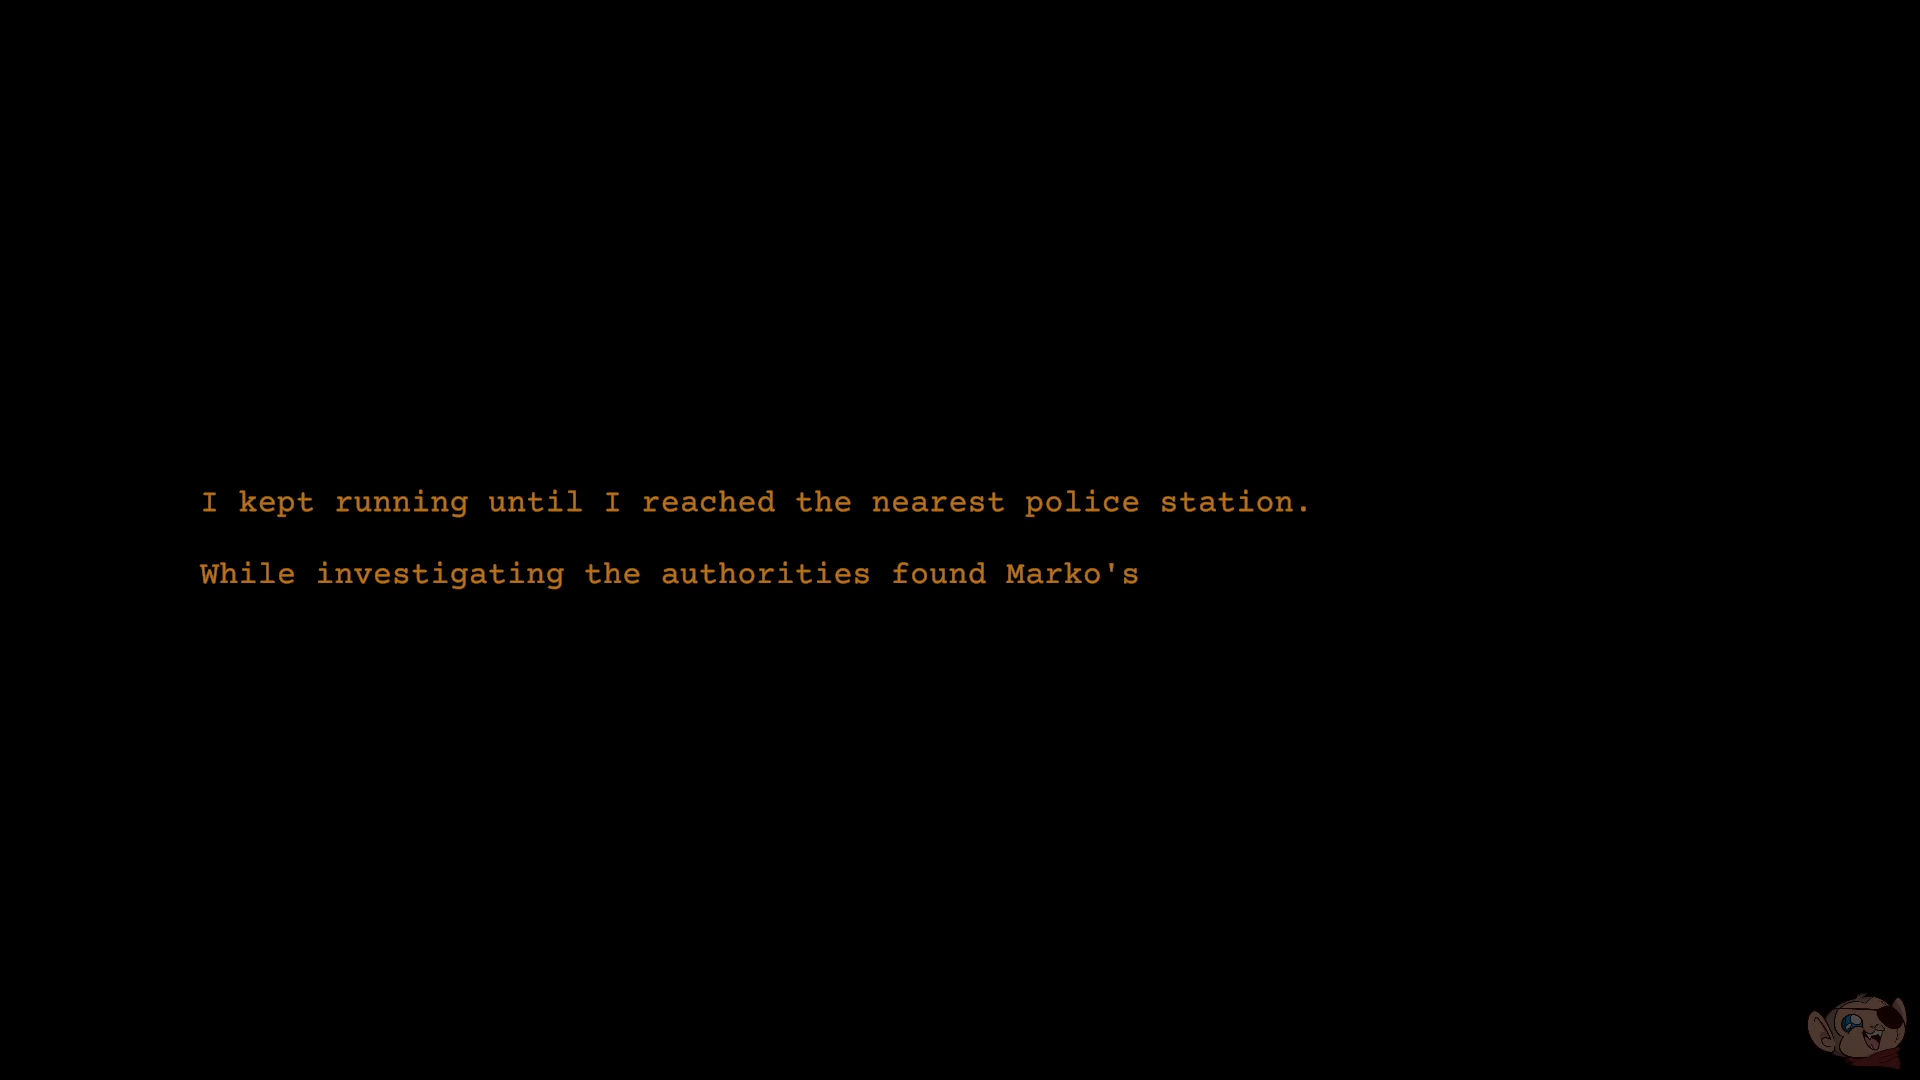 I kept running until I reached the nearest police station.
While investigating the authorities found Marko's